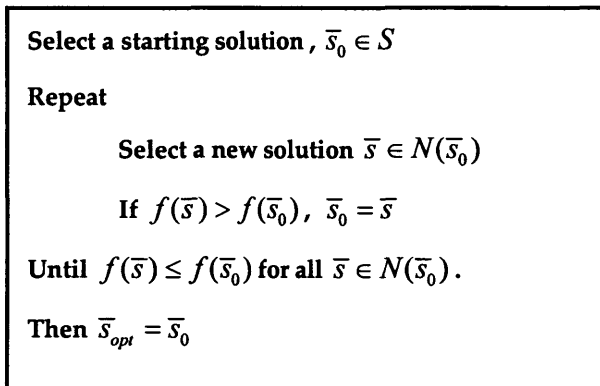 Select a starting solution , s̅₀ ∈ S
Repeat
Select a new solution s̅ ∈ N(s̅₀)
If f(s̅) > f(s̅₀), s̅₀ = s̅
Until f(s̅) ≤ f(s̅₀) for all s̅ ∈ N(s̅₀).
Then s̅ₒₚₜ = s̅₀